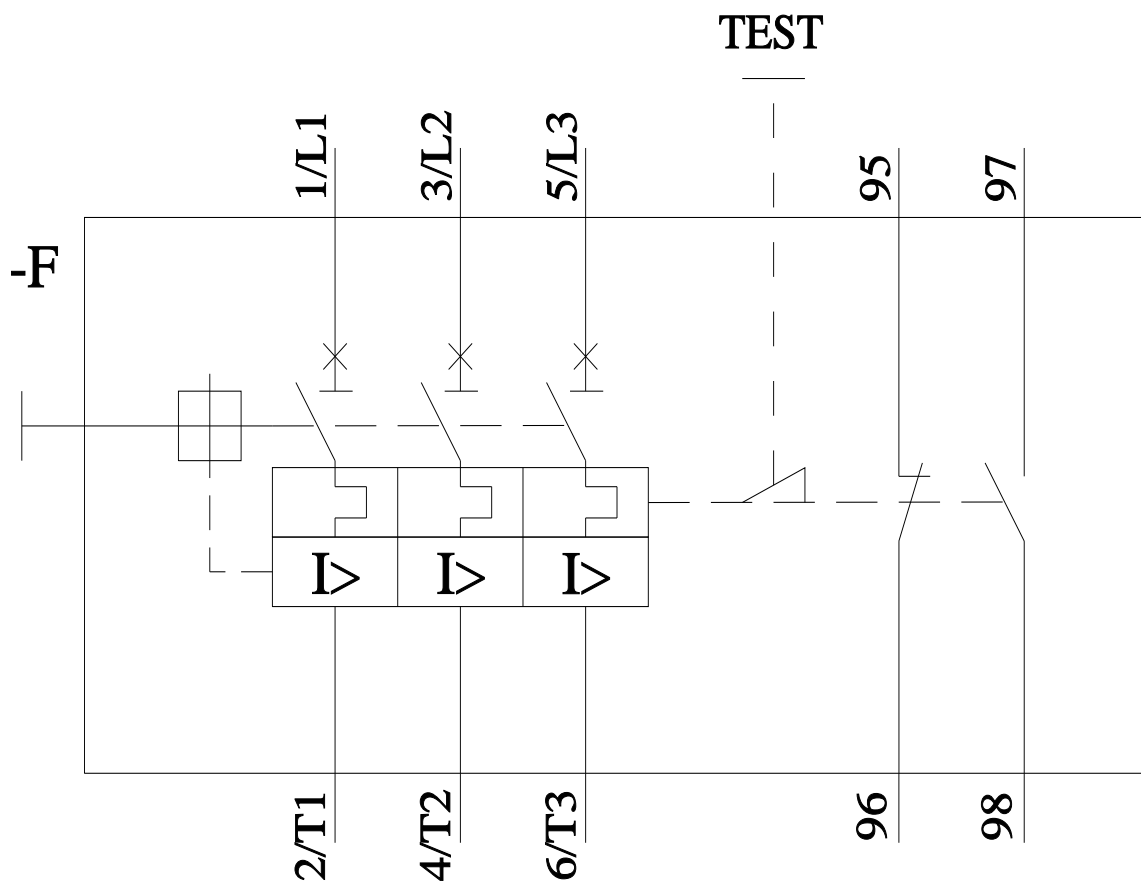 TEST
1/L1
3/L2
5/L3
95
97
-F
I>
I>
I>
2/T1
4/T2
6/T3
96
98